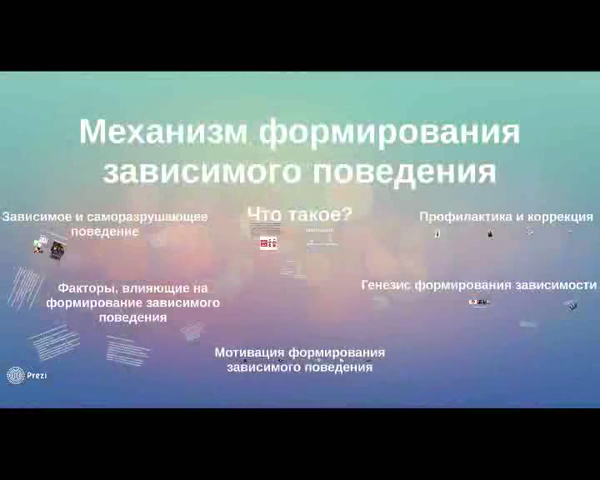 Механизм формирования
зависимого поведения
Зависимое и саморазрушающее
поведение
Что такое?
Профилактика и коррекция
Факторы, влияющие на
формирование зависимого
поведения
Генезис формирования зависимости
Мотивация формирования
зависимого поведения
Prezi